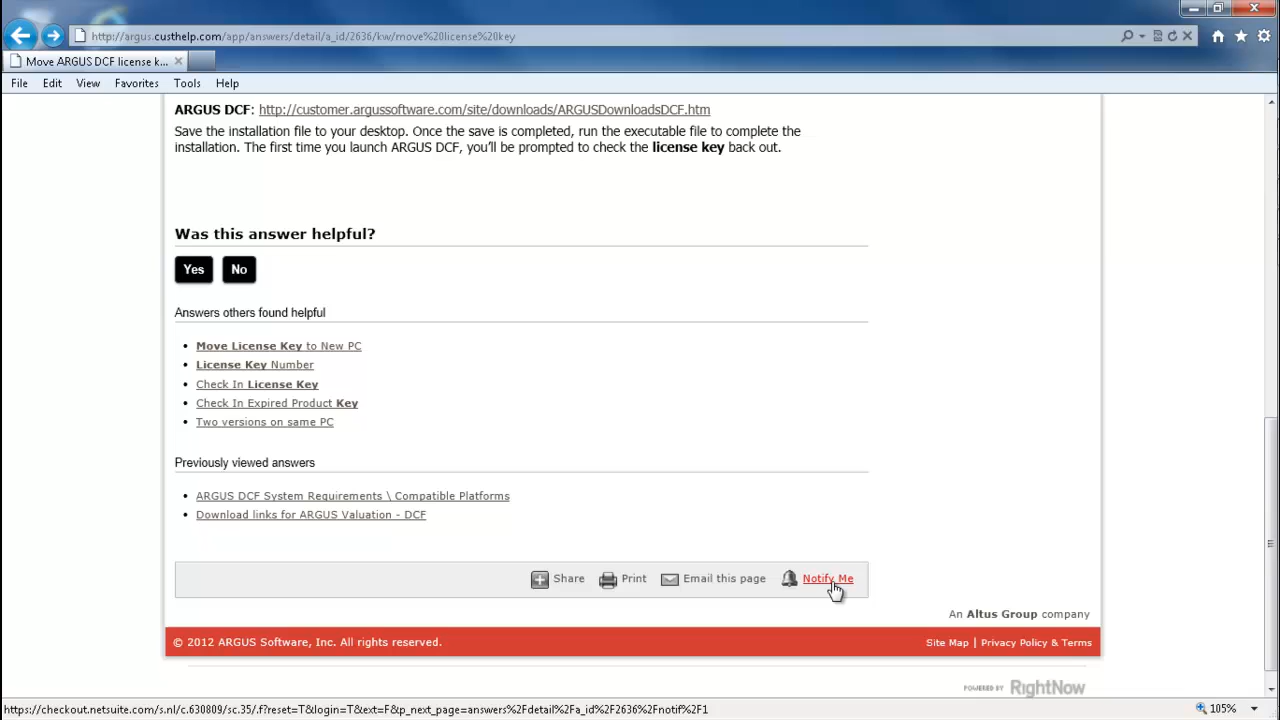 http://argus.custhelp.com/app/answers/detail/a_id/2636/kw/move%20license%20key
Move ARGUS DCF license k...
File Edit View Favorites Tools Help
ARGUS DCF: http://customer.argussoftware.com/site/downloads/ARGUSDownloadsDCF.htm
Save the installation file to your desktop. Once the save is completed, run the executable file to complete the
installation. The first time you launch ARGUS DCF, you'll be prompted to check the license key back out.
Was this answer helpful?
Yes No
Answers others found helpful
• Move License Key to New PC
• License Key Number
• Check In License Key
• Check In Expired Product Key
• Two versions on same PC
Previously viewed answers
• ARGUS DCF System Requirements \ Compatible Platforms
• Download links for ARGUS Valuation - DCF
Share Print Email this page Notify Me
An Altus Group company
© 2012 ARGUS Software, Inc. All rights reserved.
Site Map | Privacy Policy & Terms
POWERED BY RightNow
https://checkout.netsuite.com/s.nl/c.630809/sc.35/.f?reset=T&login=T&ext=F&p_next_page=answers%2Fdetail%2Fa_id%2F2636%2Fnotif%2F1
105%